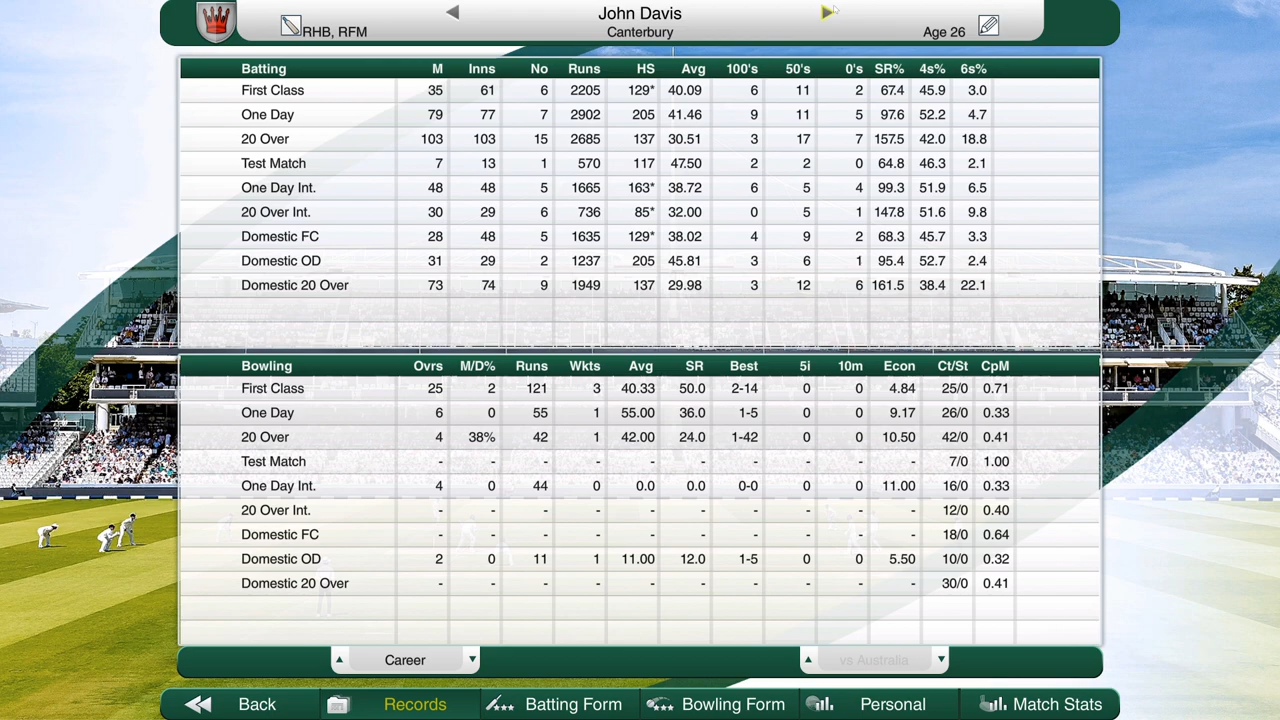 John Davis
RHB, RFM Canterbury Age 26
Batting M Inns No Runs HS Avg 100's 50's 0's SR% 4s% 6s%
First Class 35 61 6 2205 129* 40.09 6 11 2 67.4 45.9 3.0
One Day 79 77 7 2902 205 41.46 9 11 5 97.6 52.2 4.7
20 Over 103 103 15 2685 137 30.51 3 17 7 157.5 42.0 18.8
Test Match 7 13 1 570 117 47.50 2 2 0 64.8 46.3 2.1
One Day Int. 48 48 5 1665 163* 38.72 6 5 4 99.3 51.9 6.5
20 Over Int. 30 29 6 736 85* 32.00 0 5 1 147.8 51.6 9.8
Domestic FC 28 48 5 1635 129* 38.02 4 9 2 68.3 45.7 3.3
Domestic OD 31 29 2 1237 205 45.81 3 6 1 95.4 52.7 2.4
Domestic 20 Over 73 74 9 1949 137 29.98 3 12 6 161.5 38.4 22.1
Bowling Ovrs M/D% Runs Wkts Avg SR Best 5i 10m Econ Ct/St CpM
First Class 25 2 121 3 40.33 50.0 2-14 0 0 4.84 25/0 0.71
One Day 6 0 55 1 55.00 36.0 1-5 0 0 9.17 26/0 0.33
20 Over 4 38% 42 1 42.00 24.0 1-42 0 0 10.50 42/0 0.41
Test Match - - - - - - - - - - 7/0 1.00
One Day Int. 4 0 44 0 0.0 0.0 0-0 0 0 11.00 16/0 0.33
20 Over Int. - - - - - - - - - - 12/0 0.40
Domestic FC - - - - - - - - - - 18/0 0.64
Domestic OD 2 0 11 1 11.00 12.0 1-5 0 0 5.50 10/0 0.32
Domestic 20 Over - - - - - - - - - - 30/0 0.41
Career vs Australia
Back Records Batting Form Bowling Form Personal Match Stats